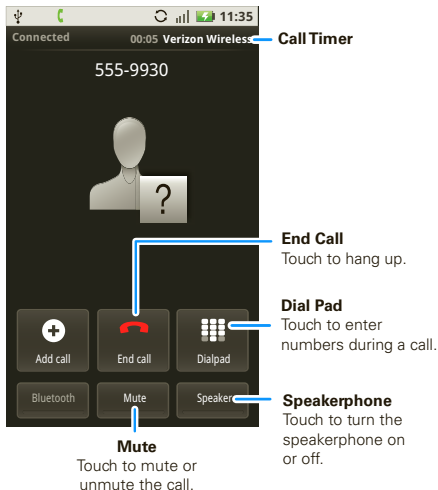 11:35
Connected 00:05 Verizon Wireless
Call Timer
555-9930
?
End Call
Touch to hang up.
Dial Pad
Touch to enter
numbers during a call.
Add call End call Dialpad
Bluetooth Mute Speaker
Speakerphone
Touch to turn the
speakerphone on
or off.
Mute
Touch to mute or
unmute the call.